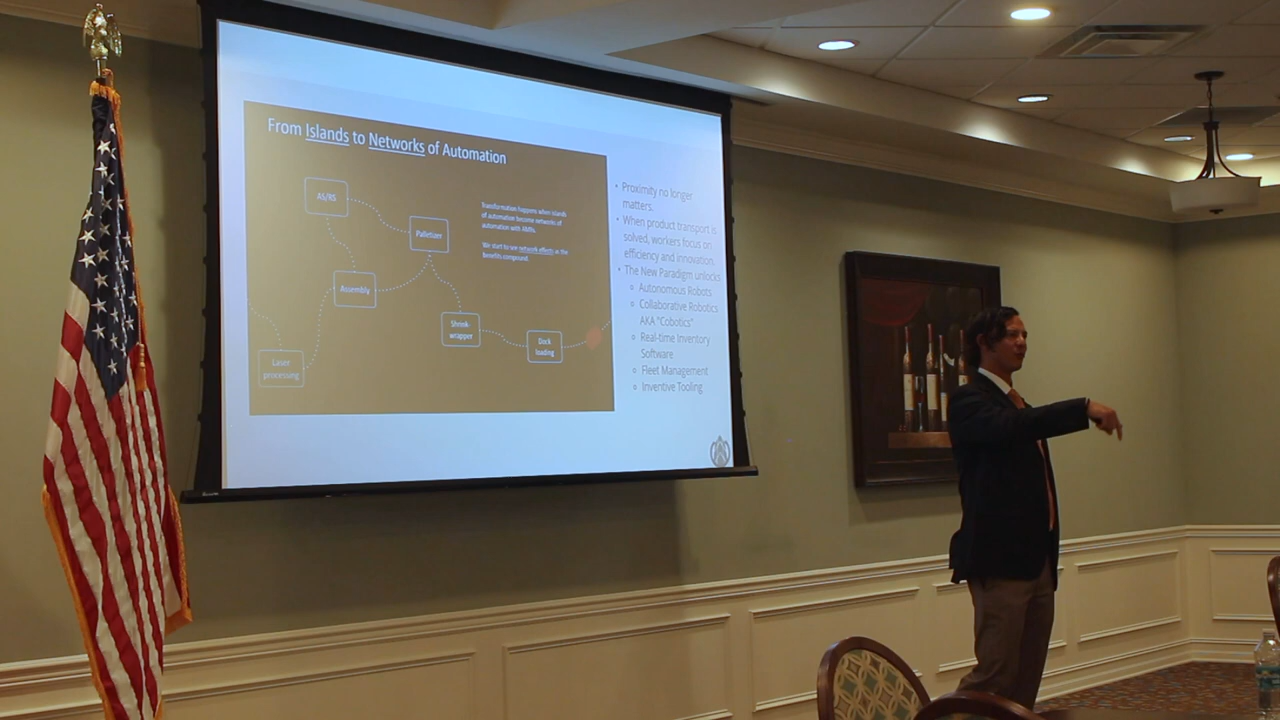 From Islands to Networks of Automation
AS/RS
Palletizer
Transformation happens when islands
of automation become networks of
automation with AMRs.
We start to see network effects as the
benefits compound.
Assembly
Shrink-
wrapper
Dock
loading
Laser
processing
• Proximity no longer
matters.
• When product transport is
solved, workers focus on
efficiency and innovation.
• The New Paradigm unlocks
Autonomous Robots
Collaborative Robotics
AKA "Cobotics"
Real-time Inventory
Software
Fleet Management
Inventive Tooling